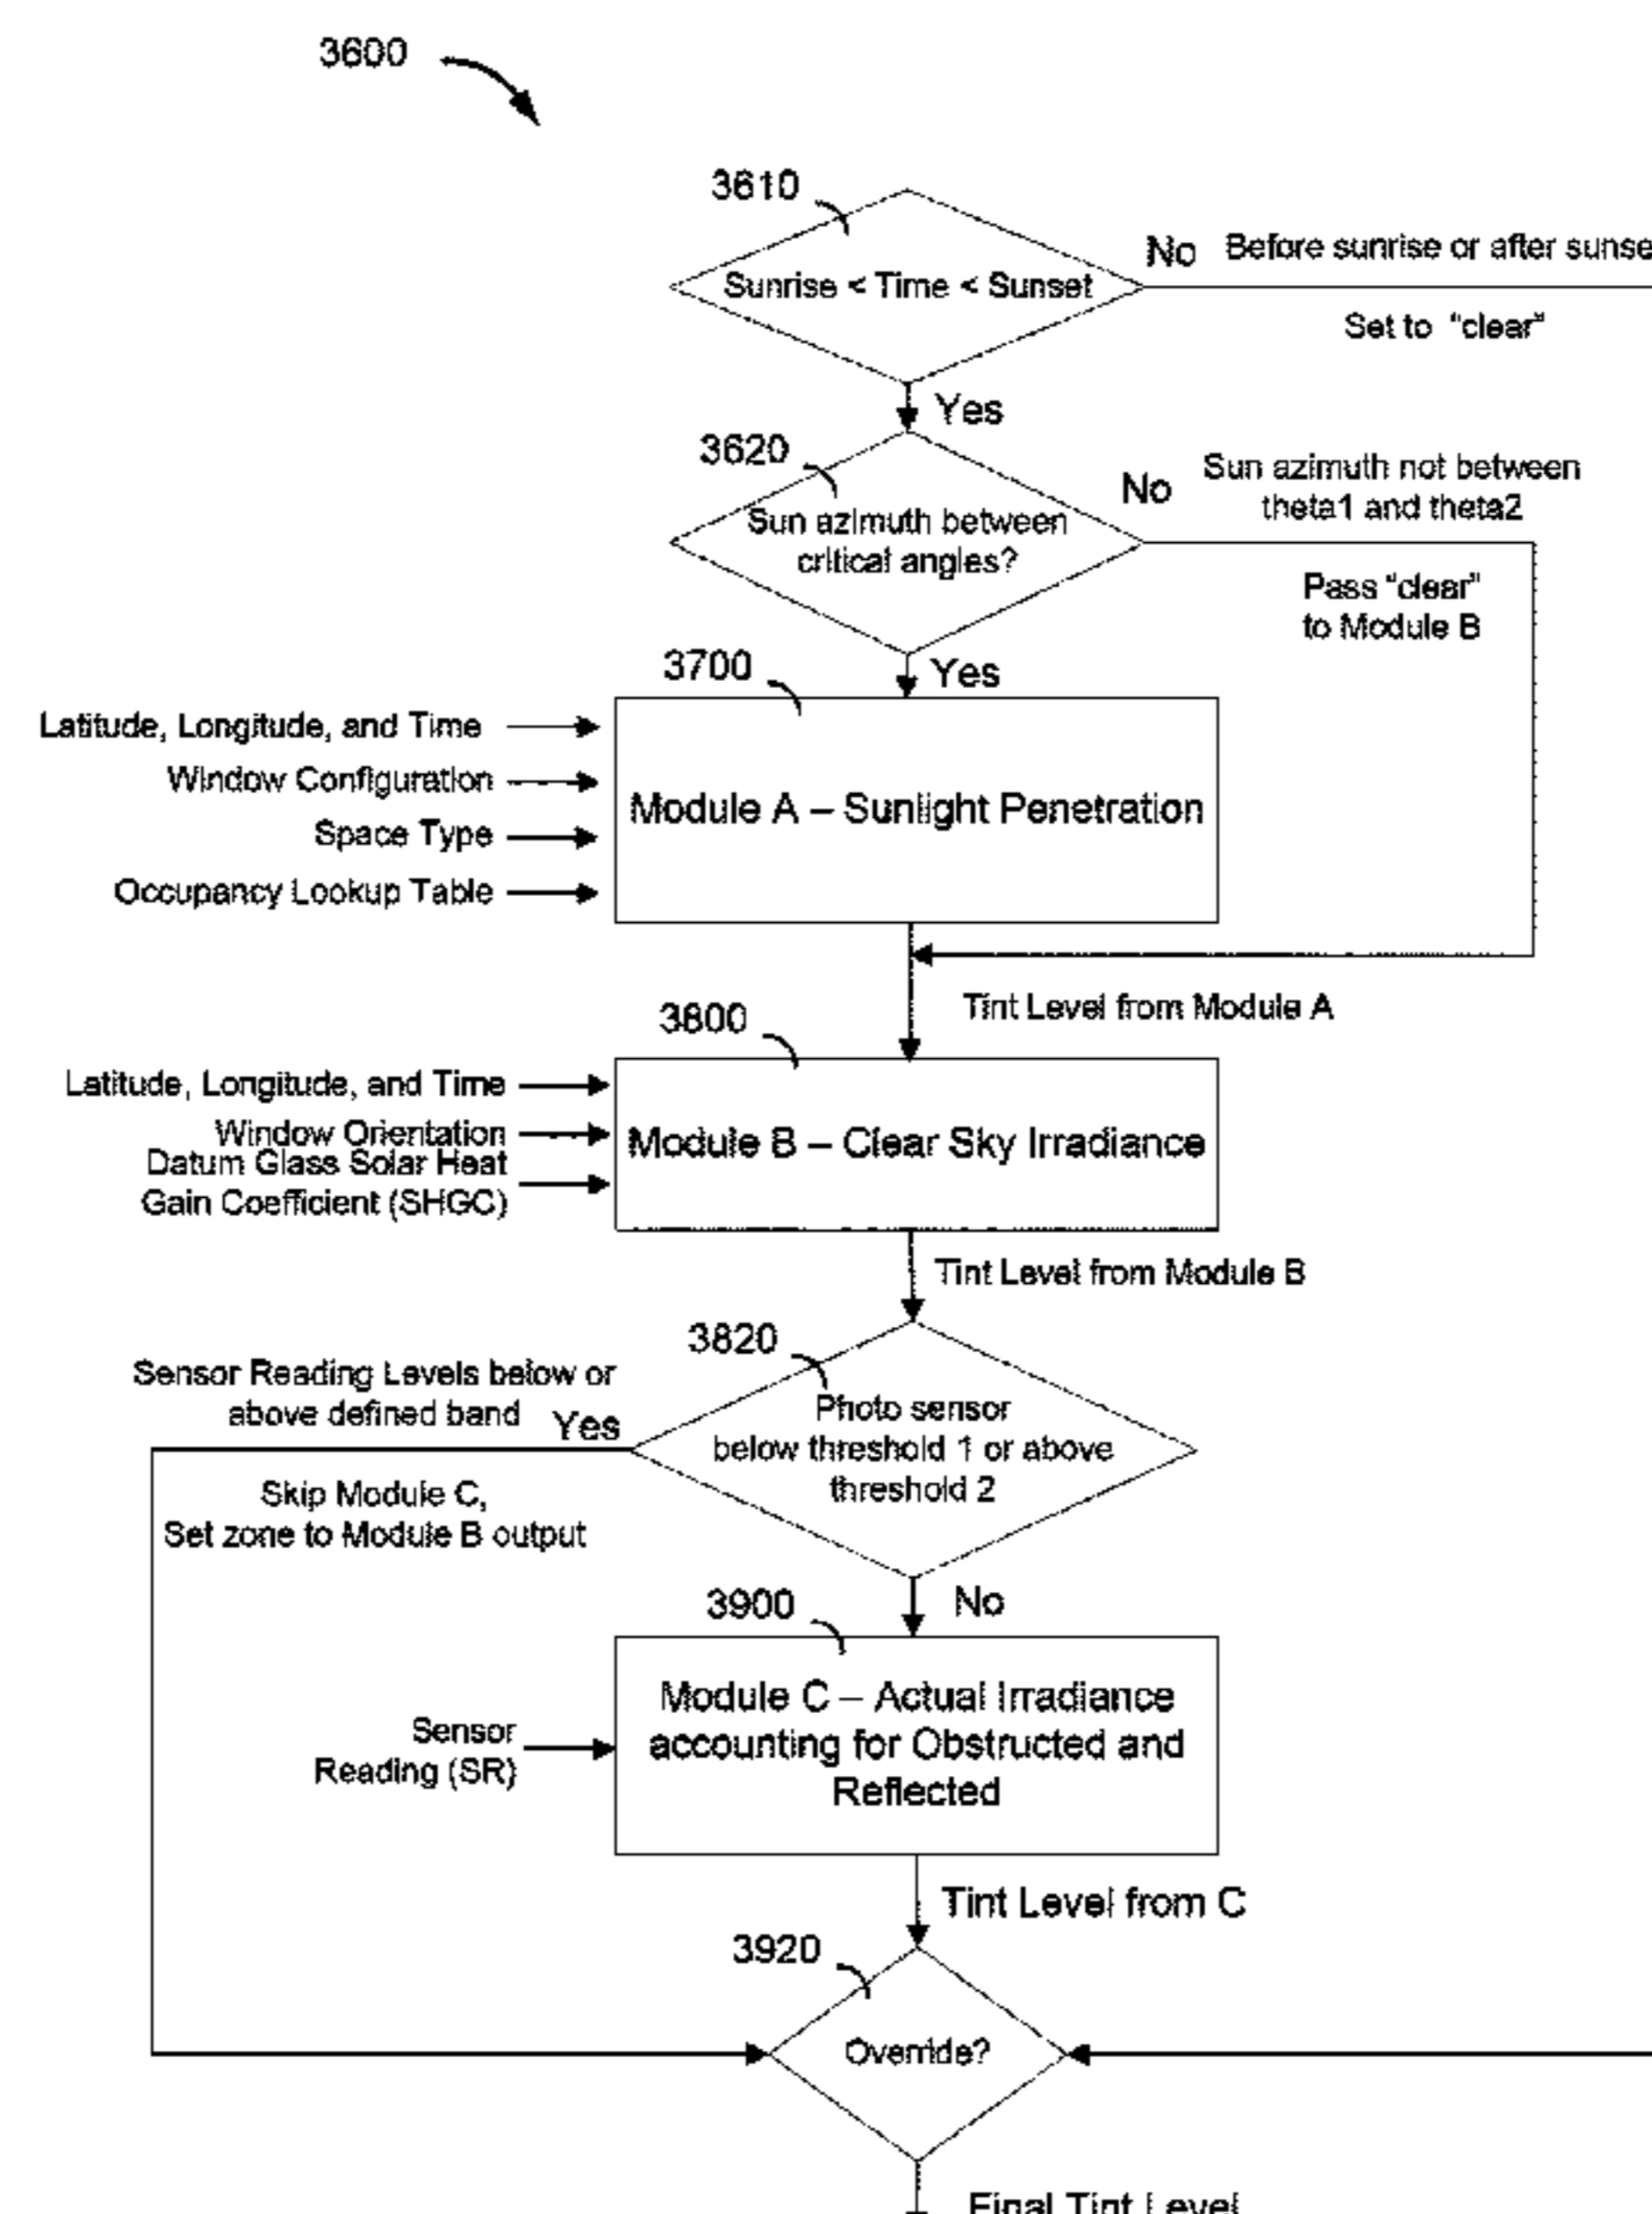 3600
3610
No Before sunrise or after sunse
Sunrise < Time < Sunset
Set to "clear"
Yes
3620
No
Sun azimuth not between
theta1 and theta2
Sun azimuth between
critical angles?
Pass "clear"
to Module B
3700
Yes
Latitude, Longitude, and Time
Window Configuration
Module A – Sunlight Penetration
Space Type
Occupancy Lookup Table
Tint Level from Module A
3800
Latitude, Longitude, and Time
Window Orientation
Module B – Clear Sky Irradiance
Datum Glass Solar Heat
Gain Coefficient (SHGC)
Tint Level from Module B
3820
Sensor Reading Levels below or
above defined band
Yes
Photo sensor
below threshold 1 or above
threshold 2
Skip Module C,
Set zone to Module B output
3900
No
Module C – Actual Irradiance
accounting for Obstructed and
Reflected
Sensor
Reading (SR)
Tint Level from C
3920
Override?
Final Tint Level